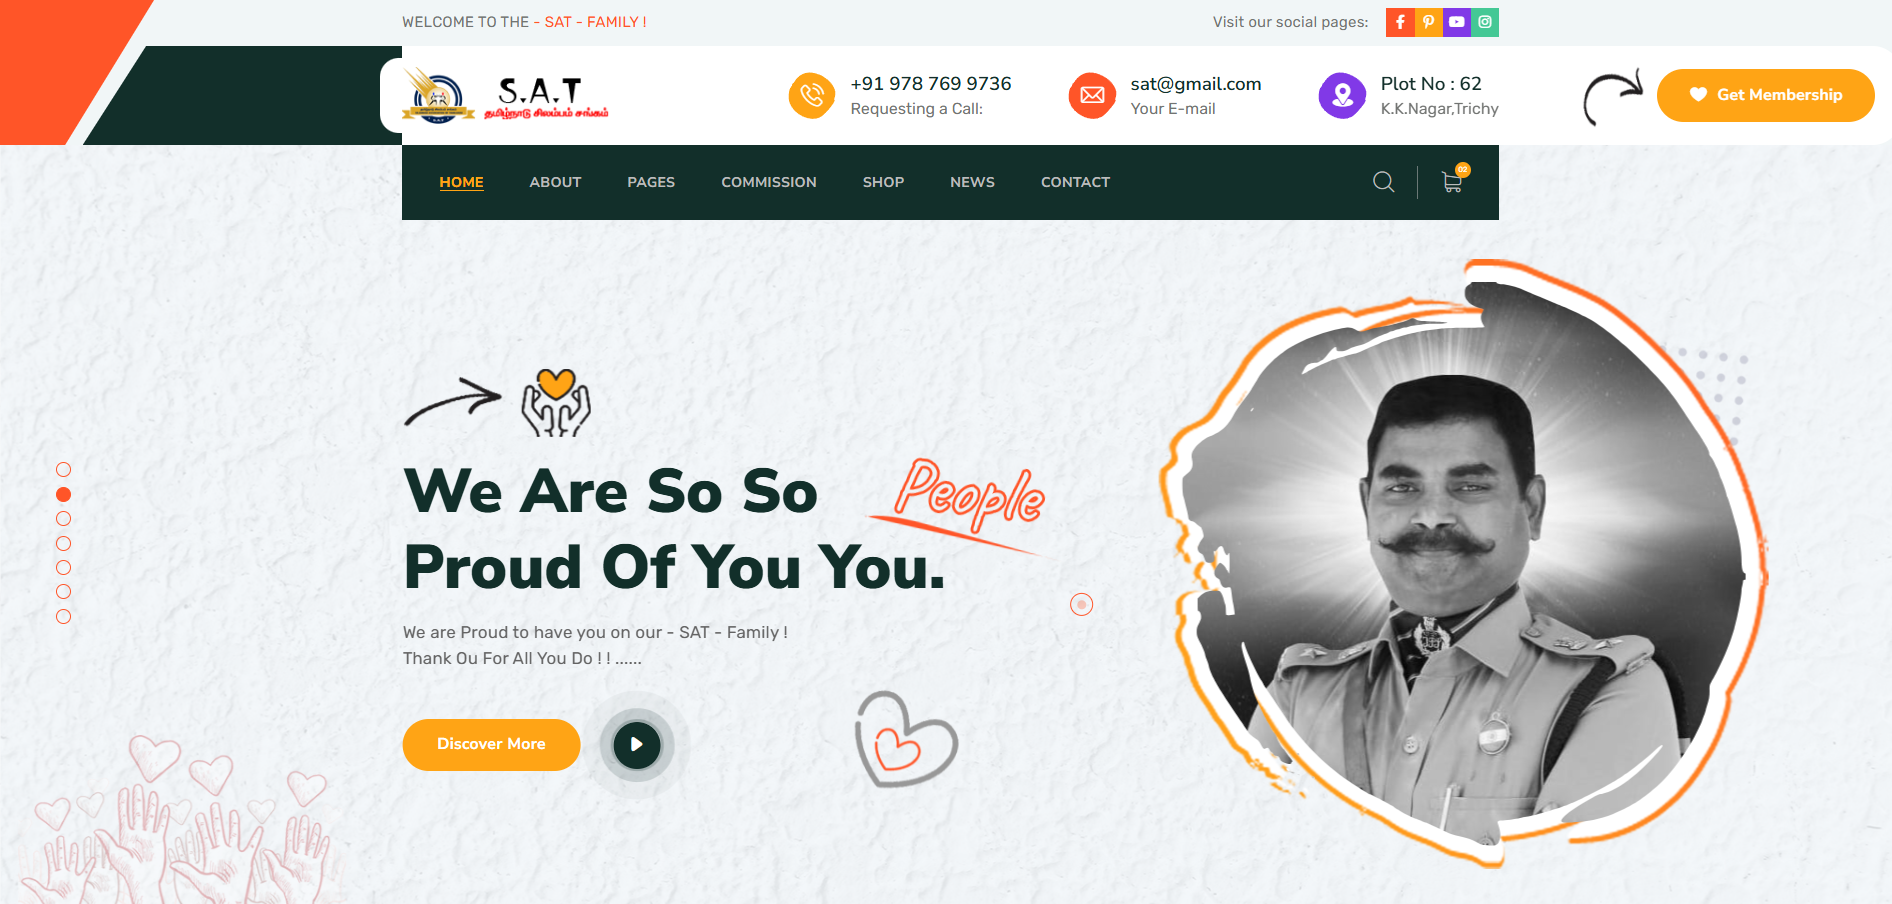 WELCOME TO THE - SAT - FAMILY !
Visit our social pages:
S.A.T
தமிழ்நாடு சிலம்பம் சங்கம்
+91 978 769 9736
Requesting a Call:
sat@gmail.com
Your E-mail
Plot No : 62
K.K.Nagar,Trichy
Get Membership
HOME
ABOUT
PAGES
COMMISSION
SHOP
NEWS
CONTACT
02
We Are So So
People
Proud Of You You.
We are Proud to have you on our - SAT - Family !
Thank Ou For All You Do ! ! ......
Discover More